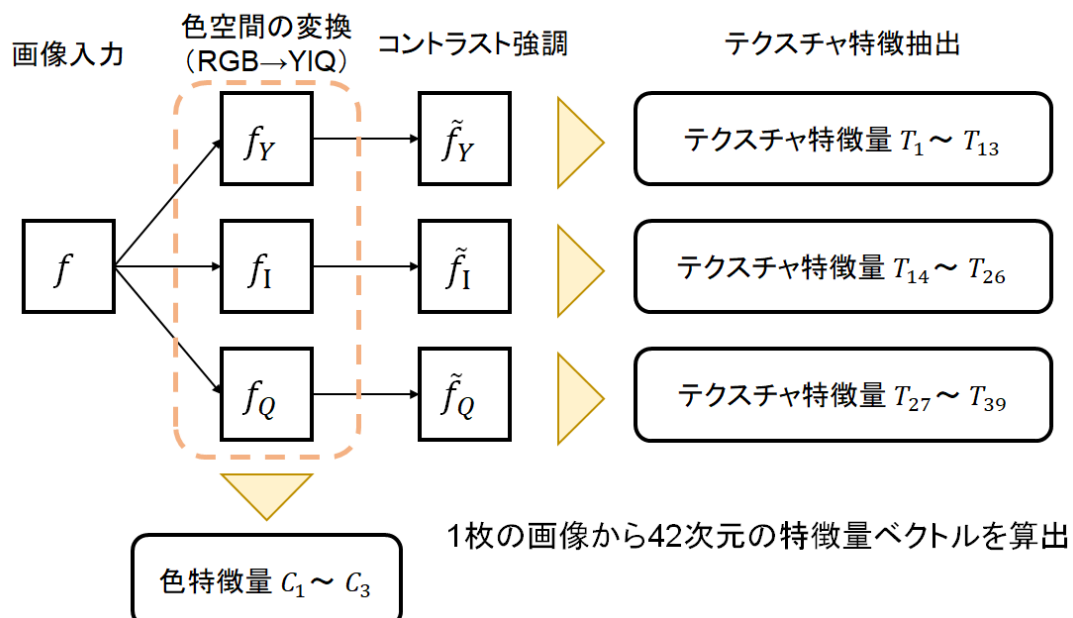 画像入力
色空間の変換
（RGB→YIQ）
コントラスト強調
テクスチャ特徴抽出
f
f_Y
f̃_Y
テクスチャ特徴量 T_1～ T_13
f_I
f̃_I
テクスチャ特徴量 T_14～ T_26
f_Q
f̃_Q
テクスチャ特徴量 T_27～ T_39
色特徴量 C_1～ C_3
1枚の画像から42次元の特徴量ベクトルを算出